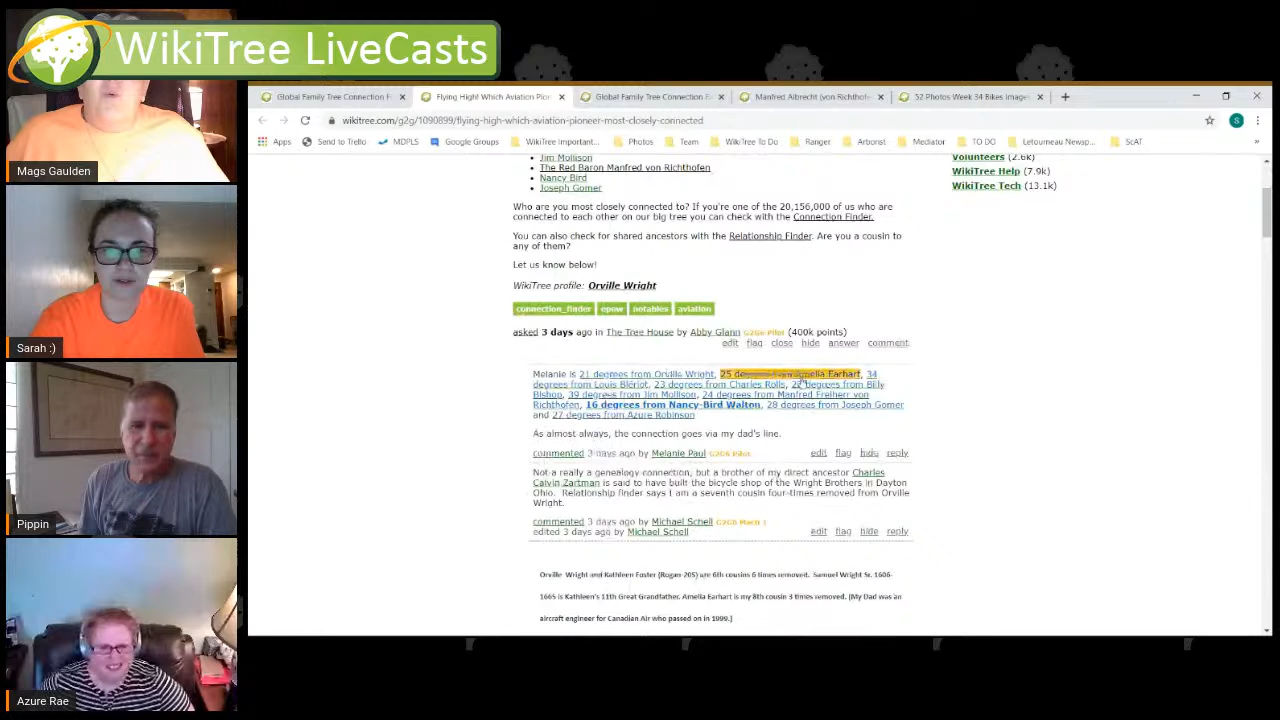 WikiTree LiveCasts
Mags Gaulden
Sarah :)
Pippin
Azure Rae
Global Family Tree Connection F
Flying High! Which Aviation Pion
Global Family Tree Connection F
Manfred Albrecht (von Richthof
52 Photos Week 34 Bikes Images
wikitree.com/g2g/1090899/flying-high-which-aviation-pioneer-most-closely-connected
Apps
Send to Trello
MDPLS
Google Groups
WikiTree Important...
Photos
Team
WikiTree To Do
Ranger
Arborist
Mediator
TO DO
Letourneau Newsp...
ScAT
Jim Mollison
The Red Baron Manfred von Richthofen
Nancy Bird
Joseph Gomer
Volunteers (2.6k)
WikiTree Help (7.9k)
WikiTree Tech (13.1k)
Who are you most closely connected to? If you're one of the 20,156,000 of us who are
connected to each other on our big tree you can check with the Connection Finder.
You can also check for shared ancestors with the Relationship Finder. Are you a cousin to
any of them?
Let us know below!
WikiTree profile: Orville Wright
connection_finder epow notables aviation
asked 3 days ago in The Tree House by Abby Glann G2G6 Pilot (400k points)
edit flag close hide answer comment
Melanie is 21 degrees from Orville Wright, 25 degrees from Amelia Earhart, 34
degrees from Louis Blériot, 23 degrees from Charles Rolls, degrees from Billy
Bishop, 39 degrees from Jim Mollison, 24 degrees from Manfred Freiherr von
Richthofen, 16 degrees from Nancy-Bird Walton, 28 degrees from Joseph Gomer
and 27 degrees from Azure Robinson
As almost always, the connection goes via my dad's line.
commented 3 days ago by Melanie Paul G2G6 Pilot
edit flag hide reply
Not a really a genealogy connection, but a brother of my direct ancestor Charles
Calvin Zartman is said to have built the bicycle shop of the Wright Brothers in Dayton
Ohio. Relationship finder says I am a seventh cousin four-times removed from Orville
Wright.
commented 3 days ago by Michael Schell G2G6 Mach 1
edited 3 days ago by Michael Schell
edit flag hide reply
Orville Wright and Kathleen Foster (Rugan-205) are 6th cousins 6 times removed. Samuel Wright Sr. 1606-
1665 is Kathleen's 11th Great Grandfather. Amelia Earhart is my 8th cousin 3 times removed. (My Dad was an
aircraft engineer for Canadian Air who passed on in 1999.)